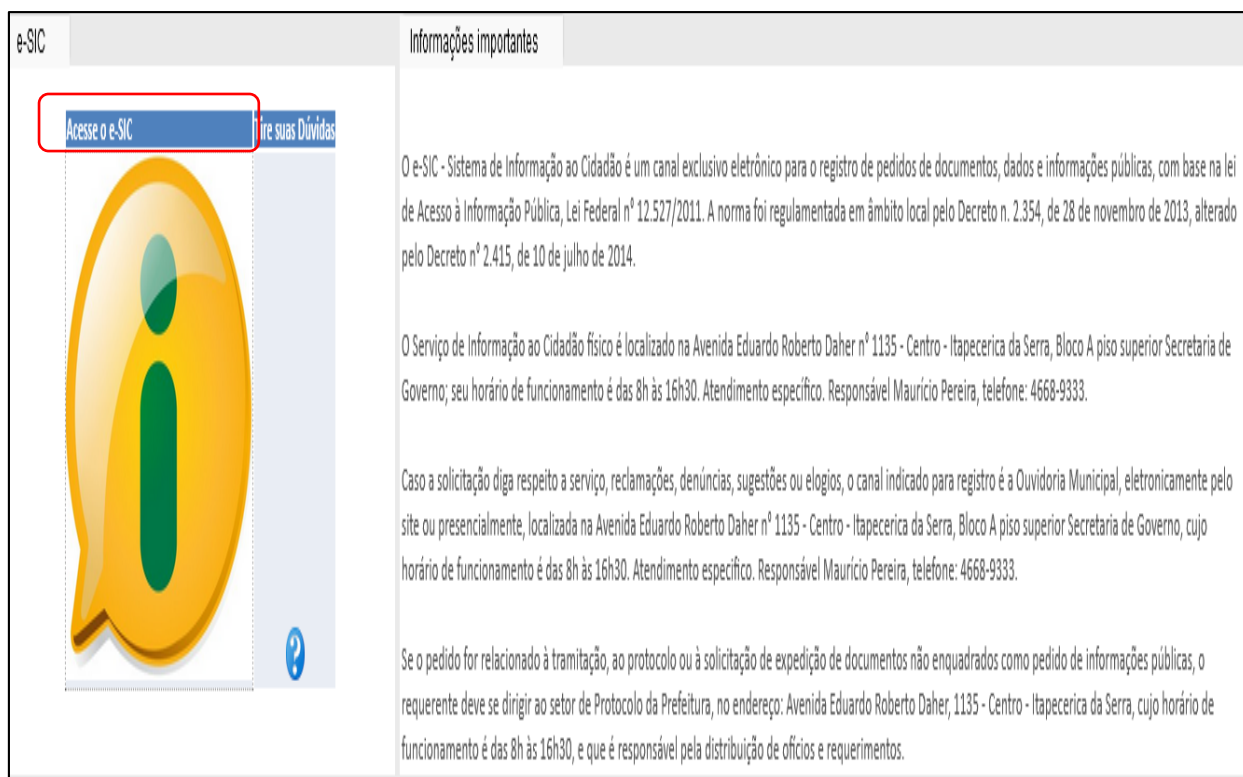 e-SIC
Informações importantes
Acesse o e-SIC
Tire suas Dúvidas
O e-SIC - Sistema de Informação ao Cidadão é um canal exclusivo eletrônico para o registro de pedidos de documentos, dados e informações públicas, com base na lei
de Acesso à Informação Pública, Lei Federal nº 12.527/2011. A norma foi regulamentada em âmbito local pelo Decreto n. 2.354, de 28 de novembro de 2013, alterado
pelo Decreto nº 2.415, de 10 de julho de 2014.
O Serviço de Informação ao Cidadão físico é localizado na Avenida Eduardo Roberto Daher nº 1135 - Centro - Itapecerica da Serra, Bloco A piso superior Secretaria de
Governo; seu horário de funcionamento é das 8h às 16h30. Atendimento específico. Responsável Maurício Pereira, telefone: 4668-9333.
Caso a solicitação diga respeito a serviço, reclamações, denúncias, sugestões ou elogios, o canal indicado para registro é a Ouvidoria Municipal, eletronicamente pelo
site ou presencialmente, localizada na Avenida Eduardo Roberto Daher nº 1135 - Centro - Itapecerica da Serra, Bloco A piso superior Secretaria de Governo, cujo
horário de funcionamento é das 8h às 16h30. Atendimento especifico. Responsável Maurício Pereira, telefone: 4668-9333.
Se o pedido for relacionado à tramitação, ao protocolo ou à solicitação de expedição de documentos não enquadrados como pedido de informações públicas, o
requerente deve se dirigir ao setor de Protocolo da Prefeitura, no endereço: Avenida Eduardo Roberto Daher, 1135 - Centro - Itapecerica da Serra, cujo horário de
funcionamento é das 8h às 16h30, e que é responsável pela distribuição de ofícios e requerimentos.